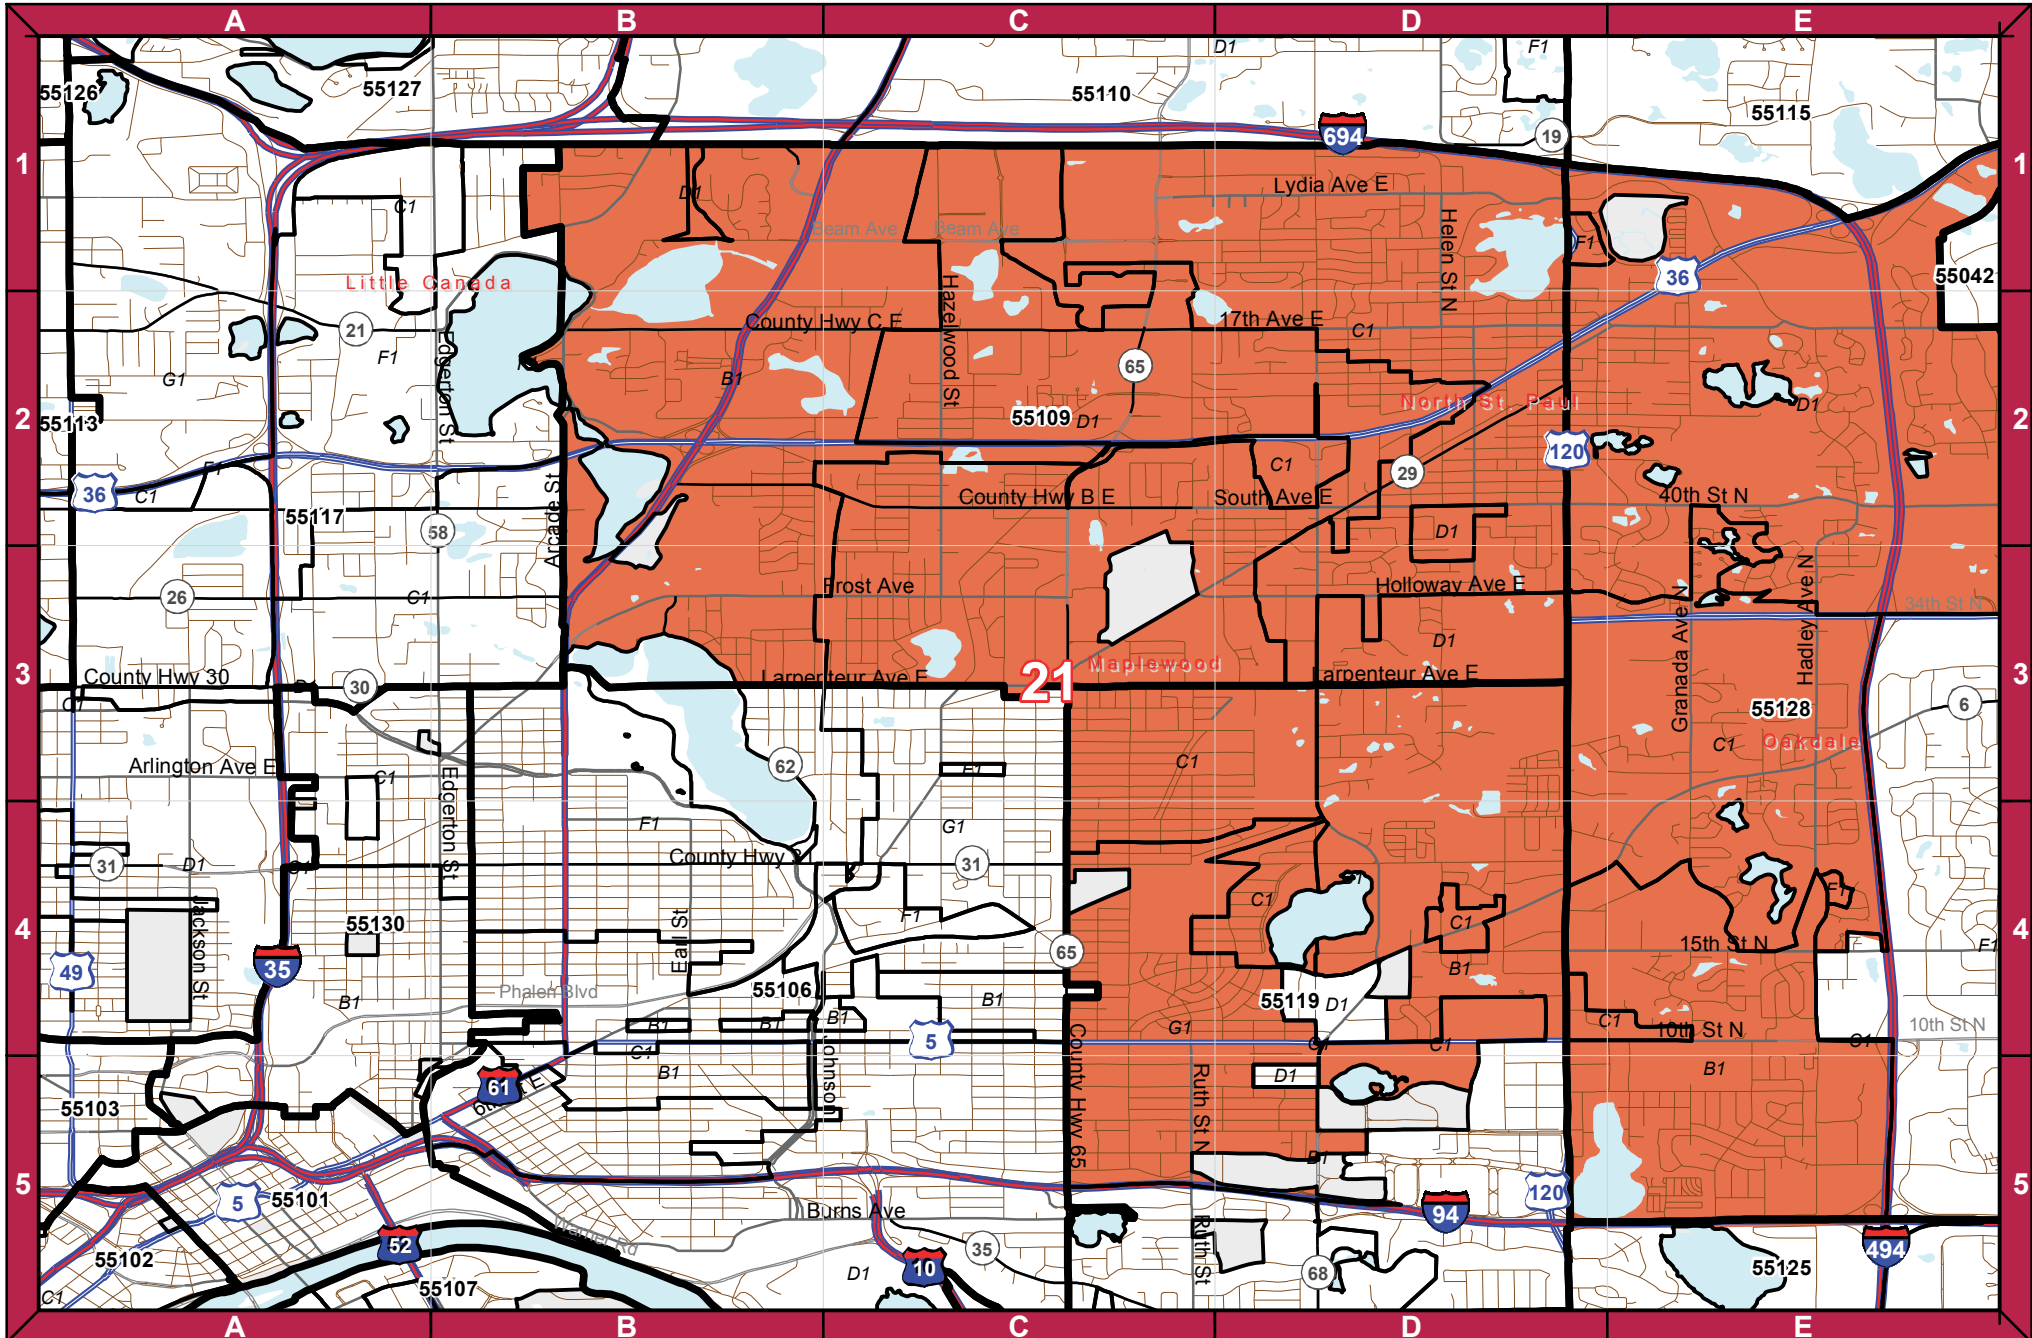 A B C D E
D1
F1
55126
55127
55110
55115
694
19
1
1
D1
Lydia Ave E
C1
Beam Ave
Beam Ave
Helen St N
F1
Little Canada
36
55042
Hazelwood St
County Hwy C E
17th Ave E
C1
21
F1
Edgerton St
65
G1
B1
55109
D1
North St. Paul
D1
2
2
55113
120
F1
C1
29
36
C1
County Hwy B E
South Ave E
40th St N
55117
58
Arcade St
D1
Frost Ave
Holloway Ave E
26
C1
Granada Ave N
Hadley Ave N
34th St N
D1
3
3
County Hwy 30
30
Larpenteur Ave E
21
Maplewood
Larpenteur Ave E
C1
6
55128
Oakdale
C1
C1
Arlington Ave E
C1
Edgerton St
62
F1
F1
G1
County Hwy
31
D1
C1
31
Jackson St
C1
F1
F1
C1
55130
Earl St
4
4
15th St N
F1
49
35
65
B1
Phalen Blvd
55106
B1
B1
B1
B1
B1
55119
D1
G1
C1
10th St N
10th St N
5
C1
C1
C1
C1
61
B1
Johnson
County Hwy 65
Ruth St N
D1
B1
55103
B1
5
5
5
55101
120
94
Burns Ave
Warner Rd
Ruth St
52
35
494
55102
10
D1
68
55125
55107
C1
A B C D E